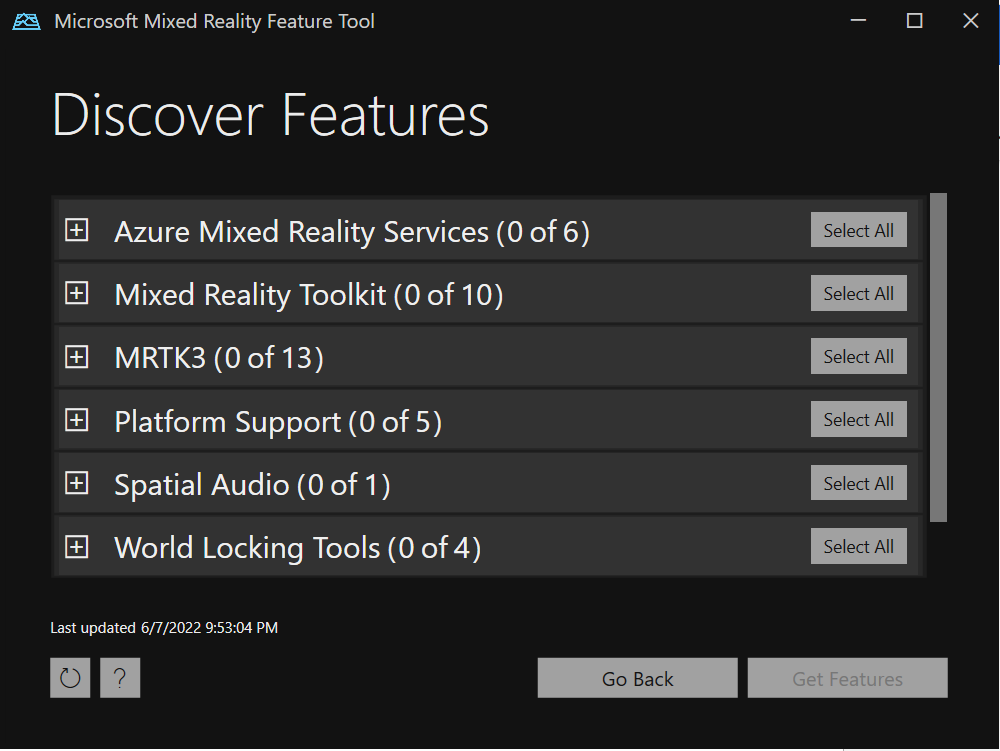 Microsoft Mixed Reality Feature Tool
Discover Features
Azure Mixed Reality Services (0 of 6) Select All
Mixed Reality Toolkit (0 of 10) Select All
MRTK3 (0 of 13) Select All
Platform Support (0 of 5) Select All
Spatial Audio (0 of 1) Select All
World Locking Tools (0 of 4) Select All
Last updated 6/7/2022 9:53:04 PM
? Go Back Get Features